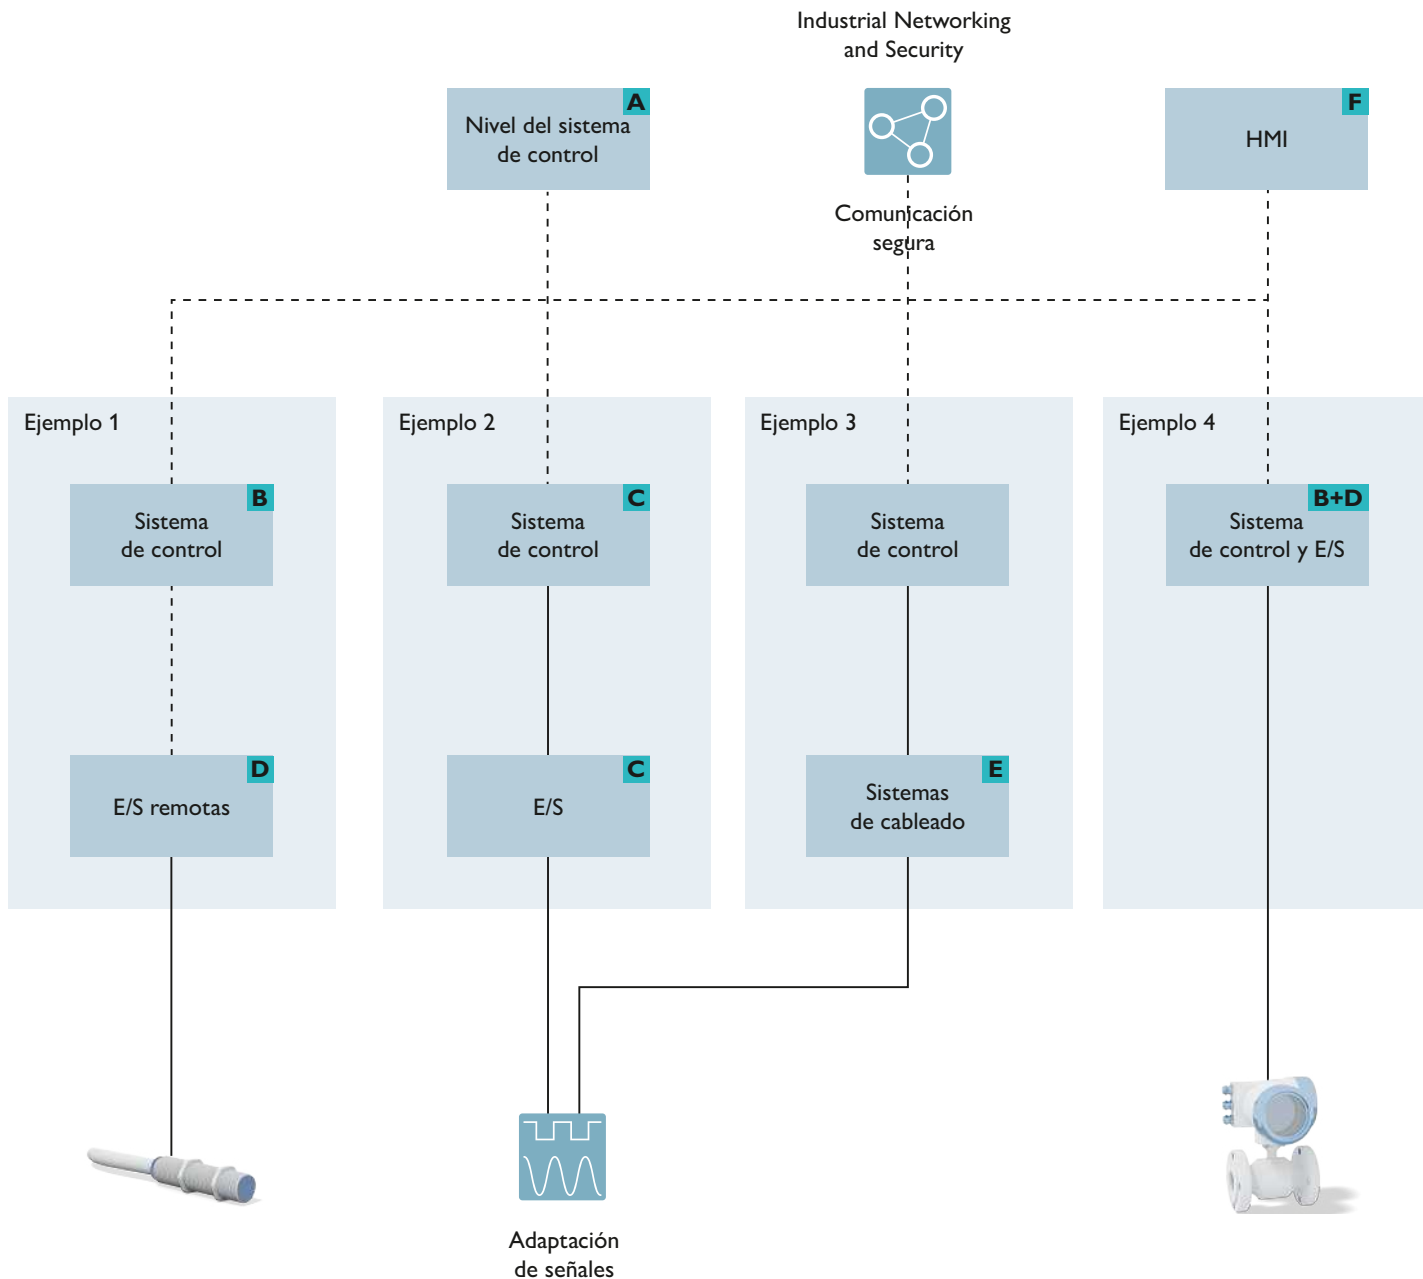 Industrial Networking
and Security
A
Nivel del sistema
de control
F
HMI
Comunicación
segura
Ejemplo 1
Ejemplo 2
Ejemplo 3
Ejemplo 4
B
Sistema
de control
C
Sistema
de control
Sistema
de control
B+D
Sistema
de control y E/S
D
E/S remotas
C
E/S
E
Sistemas
de cableado
Adaptación
de señales